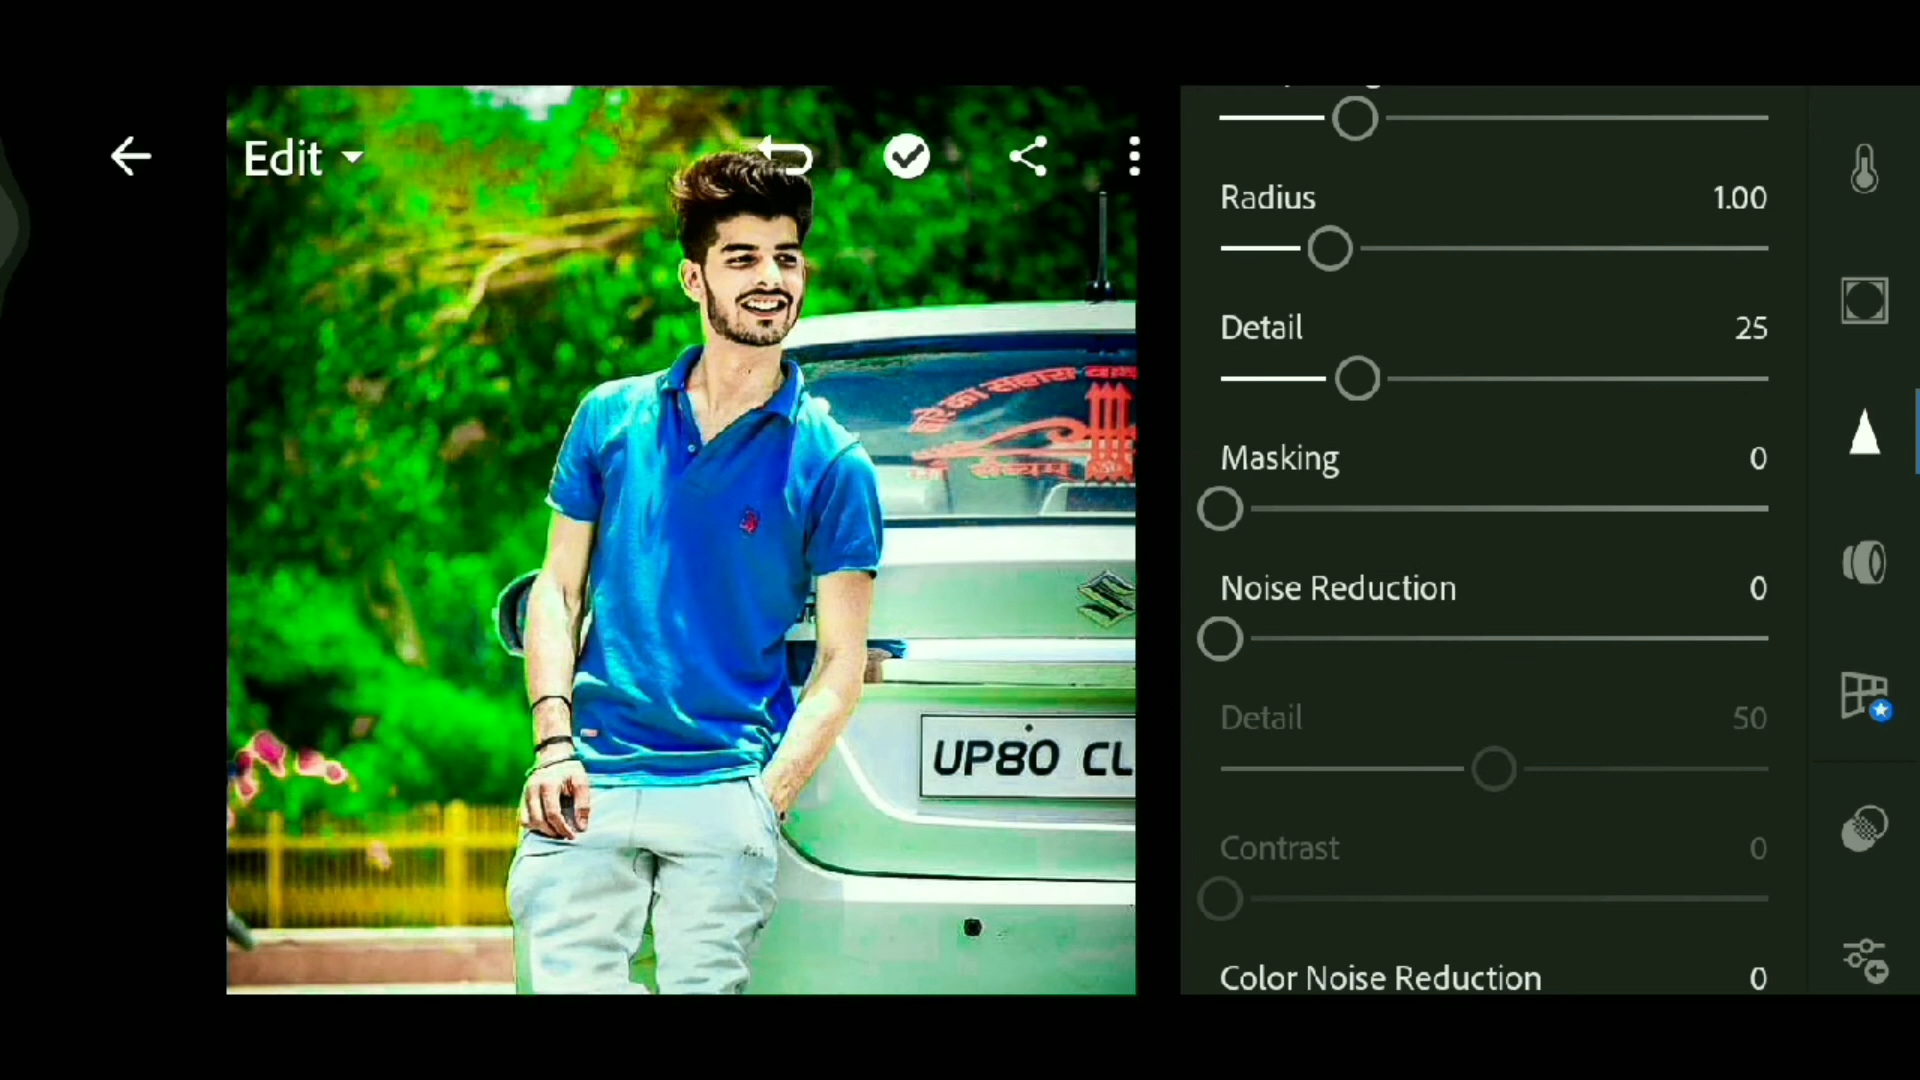 Edit
Radius 1.00
Detail 25
Masking 0
Noise Reduction 0
Detail 50
Contrast 0
Color Noise Reduction 0
UP80 CL